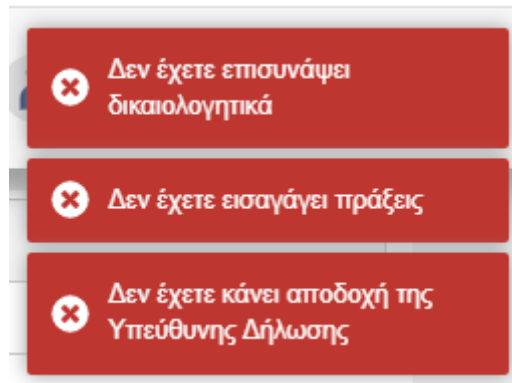 Δεν έχετε επισυνάψει
δικαιολογητικά
Δεν έχετε εισαγάγει πράξεις
Δεν έχετε κάνει αποδοχή της
Υπεύθυνης Δήλωσης